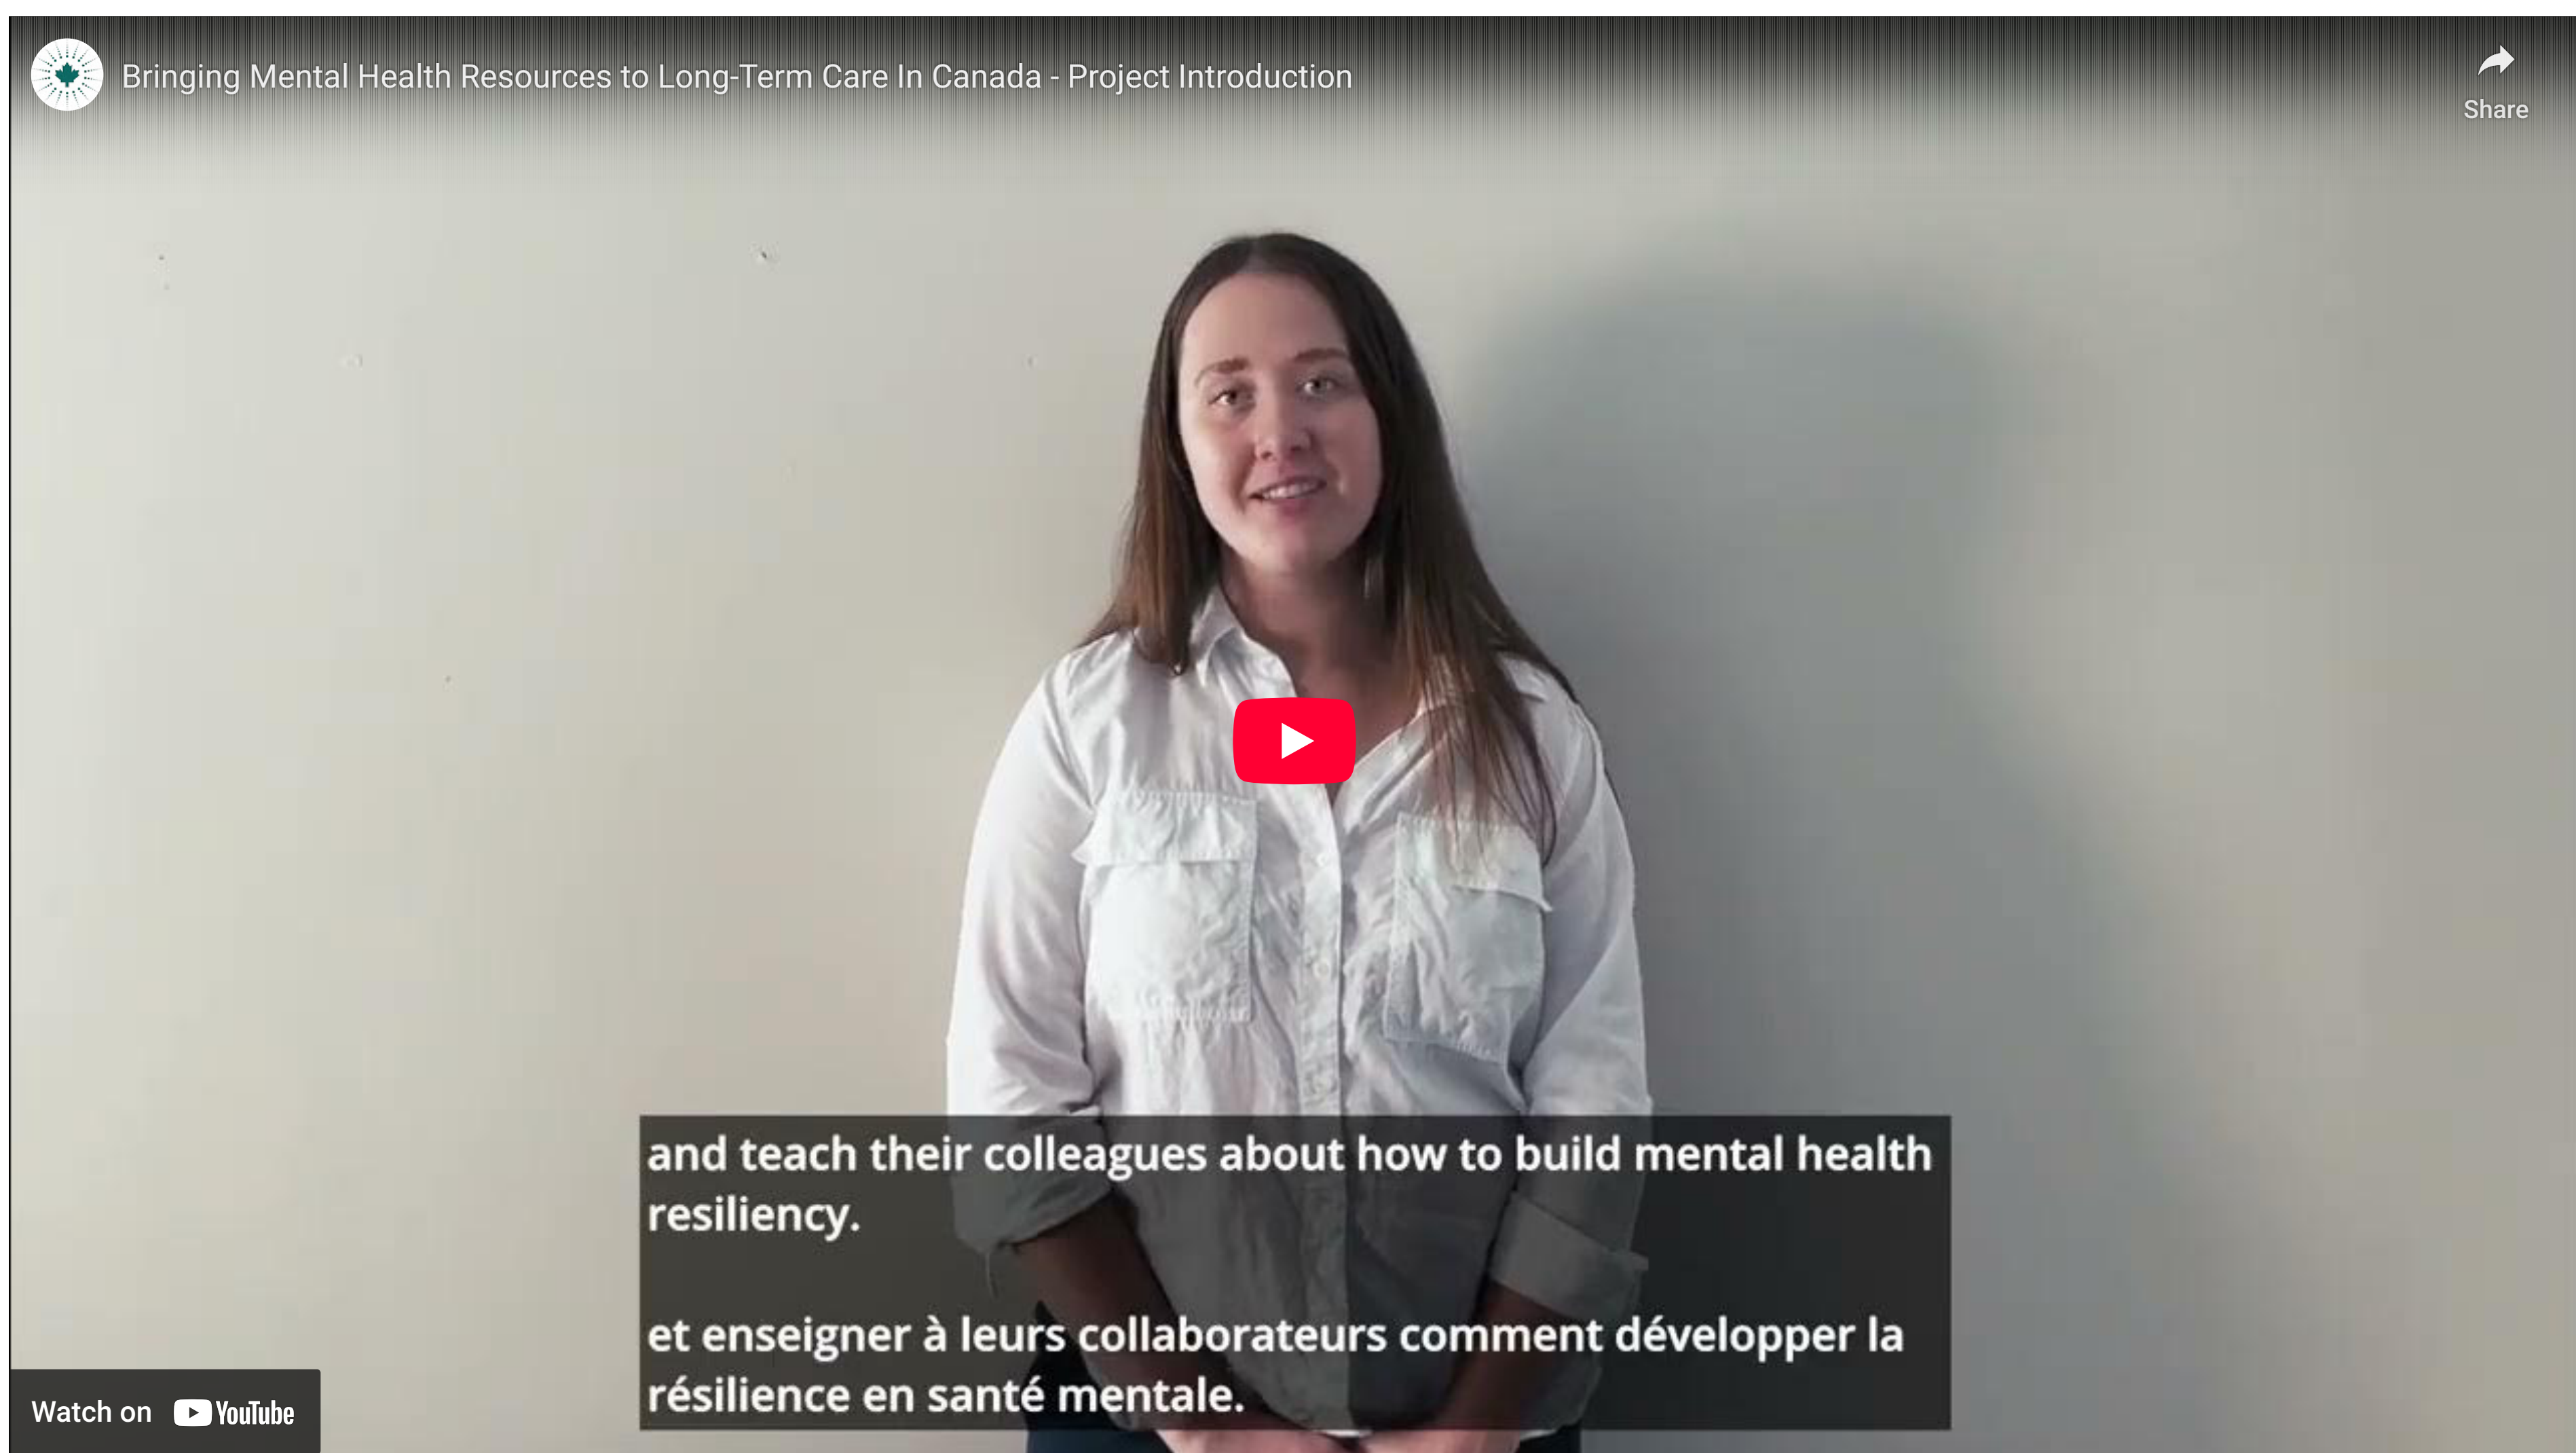 Bringing Mental Health Resources to Long-Term Care In Canada - Project Introduction
Share
and teach their colleagues about how to build mental health
resiliency.
et enseigner à leurs collaborateurs comment développer la
résilience en santé mentale.
Watch on YouTube